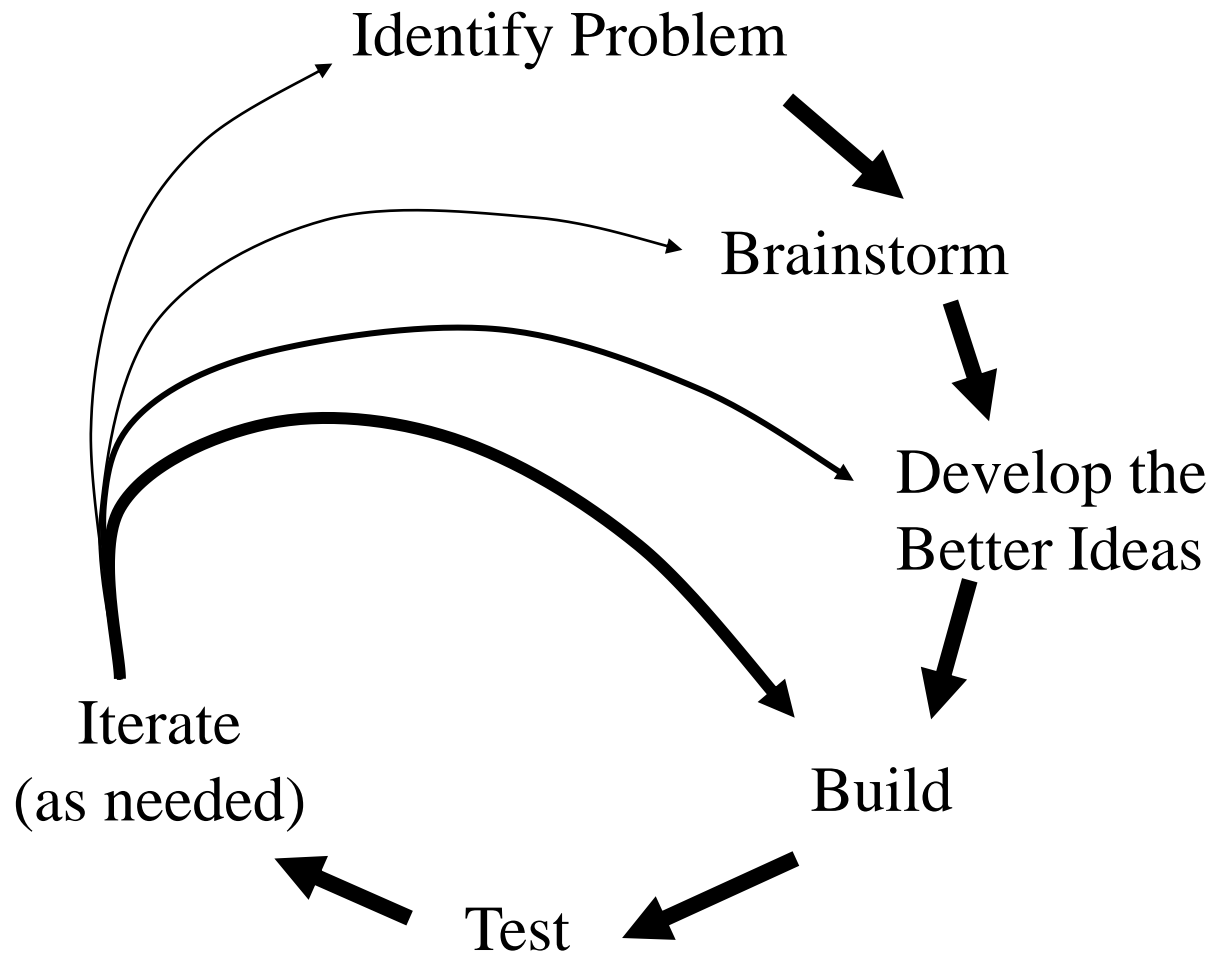 Identify Problem
Brainstorm
Develop the
Better Ideas
Build
Test
Iterate
(as needed)